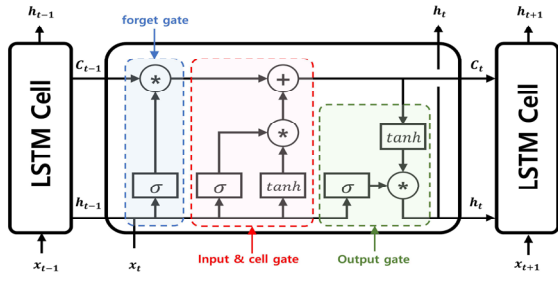 h_{t-1}
h_t
h_{t+1}
forget gate
C_{t-1}
C_t
*
+
*
tanh
σ
σ
tanh
σ
*
LSTM Cell
LSTM Cell
h_{t-1}
h_t
x_{t-1}
x_t
Input & cell gate
Output gate
x_{t+1}